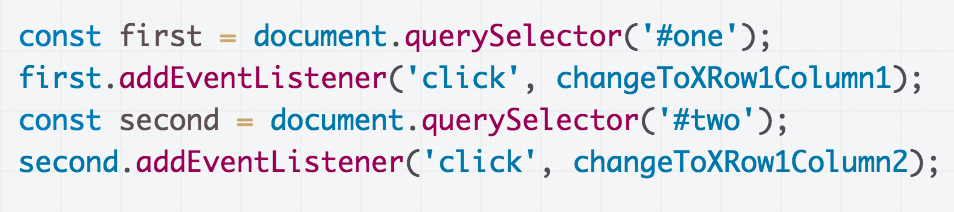 const first = document.querySelector('#one');
first.addEventListener('click', changeToXRow1Column1);
const second = document.querySelector('#two');
second.addEventListener('click', changeToXRow1Column2);